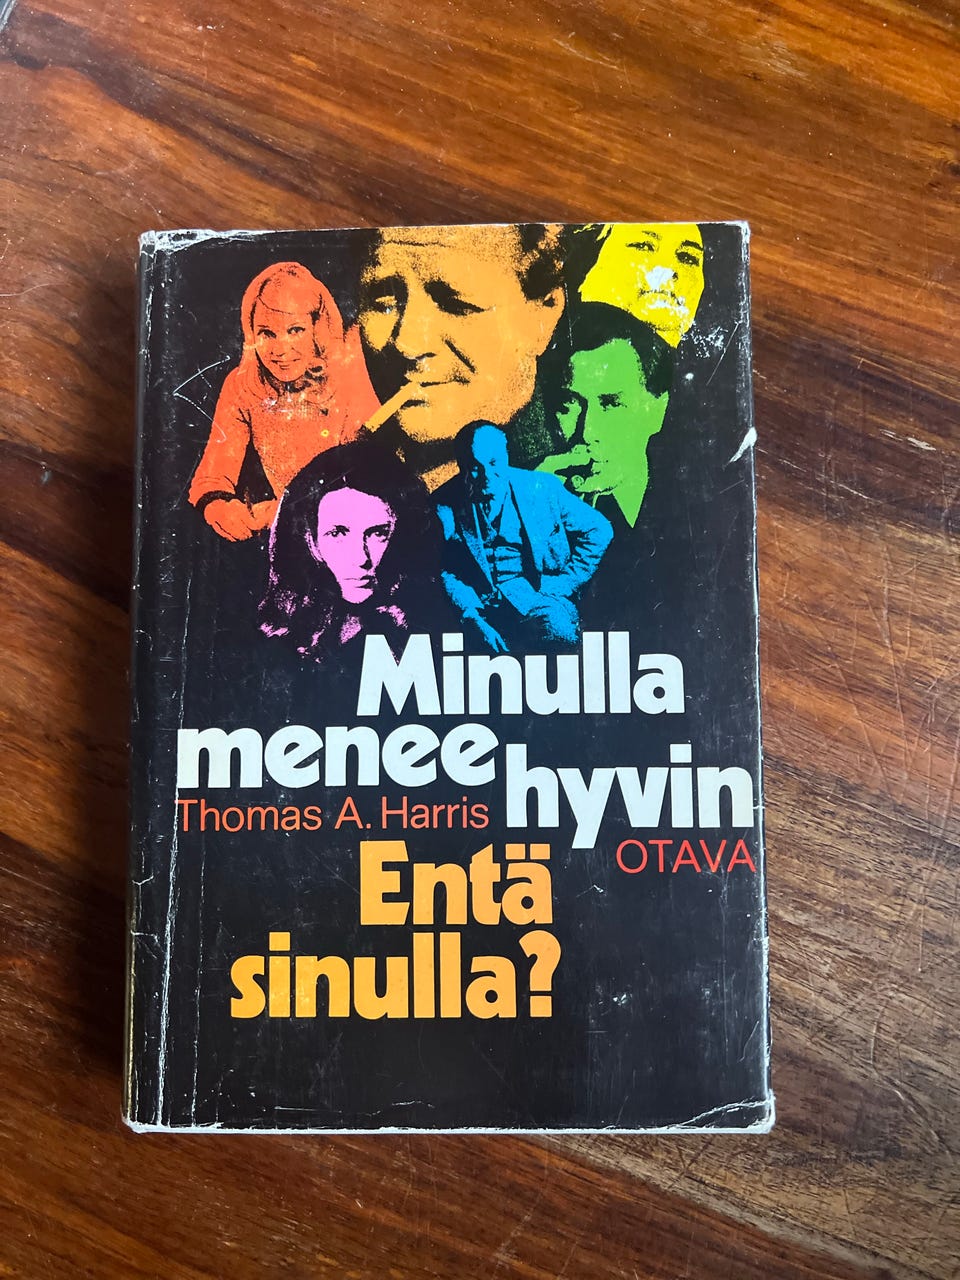 Minulla
menee
hyvin
Thomas A. Harris
OTAVA
Entä
sinulla?